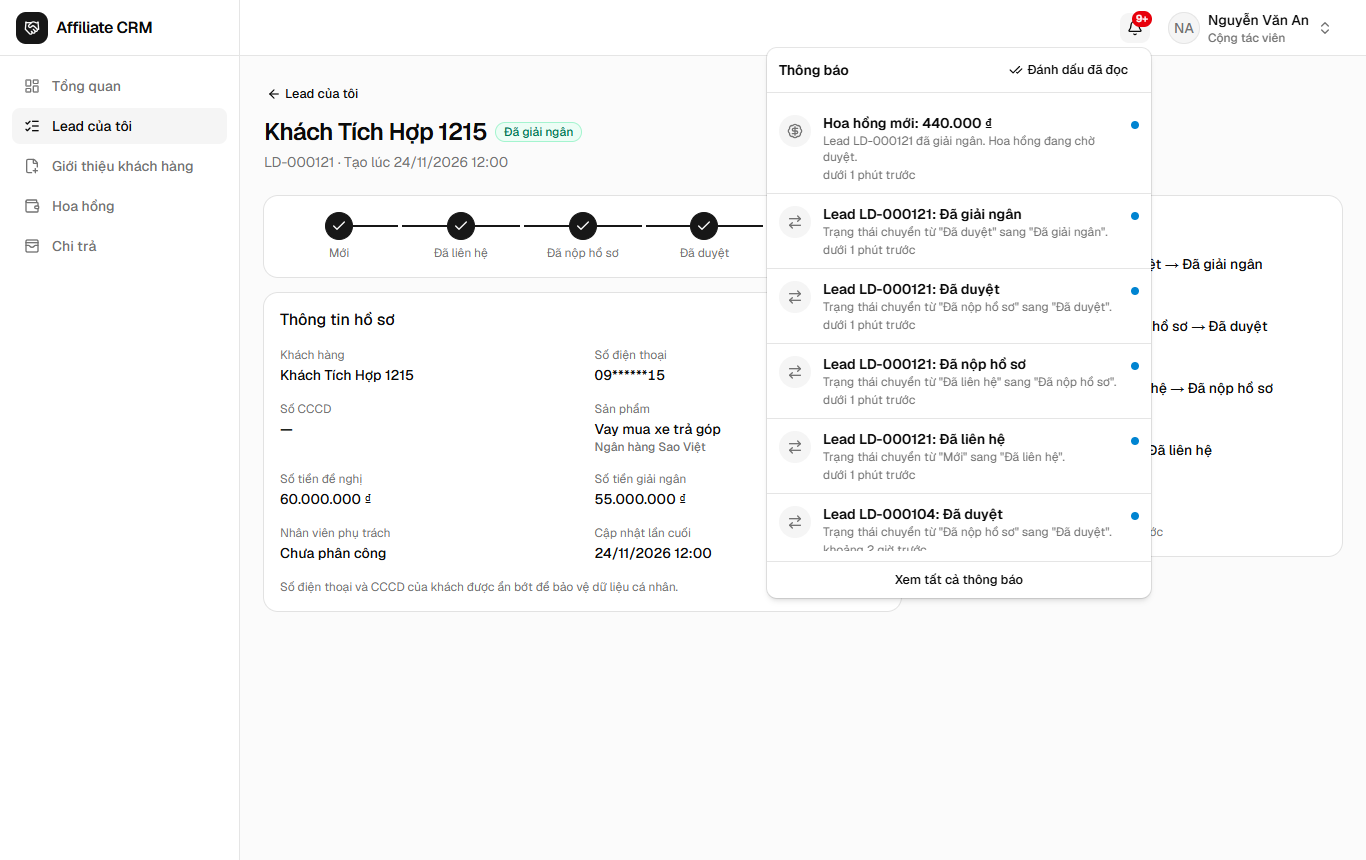 Affiliate CRM
9+
NA
Nguyễn Văn An
Cộng tác viên
Tổng quan
Lead của tôi
Giới thiệu khách hàng
Hoa hồng
Chi trả
Lead của tôi
Khách Tích Hợp 1215
Đã giải ngân
LD-000121 · Tạo lúc 24/11/2026 12:00
Mới
Đã liên hệ
Đã nộp hồ sơ
Đã duyệt
Thông tin hồ sơ
Khách hàng
Khách Tích Hợp 1215
Số điện thoại
09******15
Số CCCD
—
Sản phẩm
Vay mua xe trả góp
Ngân hàng Sao Việt
Số tiền đề nghị
60.000.000 ₫
Số tiền giải ngân
55.000.000 ₫
Nhân viên phụ trách
Chưa phân công
Cập nhật lần cuối
24/11/2026 12:00
Số điện thoại và CCCD của khách được ẩn bớt để bảo vệ dữ liệu cá nhân.
Thông báo
Đánh dấu đã đọc
Hoa hồng mới: 440.000 ₫
Lead LD-000121 đã giải ngân. Hoa hồng đang chờ
duyệt.
dưới 1 phút trước
Lead LD-000121: Đã giải ngân
Trạng thái chuyển từ "Đã duyệt" sang "Đã giải ngân".
dưới 1 phút trước
Lead LD-000121: Đã duyệt
Trạng thái chuyển từ "Đã nộp hồ sơ" sang "Đã duyệt".
dưới 1 phút trước
Lead LD-000121: Đã nộp hồ sơ
Trạng thái chuyển từ "Đã liên hệ" sang "Đã nộp hồ sơ".
dưới 1 phút trước
Lead LD-000121: Đã liên hệ
Trạng thái chuyển từ "Mới" sang "Đã liên hệ".
dưới 1 phút trước
Lead LD-000104: Đã duyệt
Trạng thái chuyển từ "Đã nộp hồ sơ" sang "Đã duyệt".
khoảng 2 giờ trước
Xem tất cả thông báo
→ Đã giải ngân
hồ sơ → Đã duyệt
hệ → Đã nộp hồ sơ
Đã liên hệ